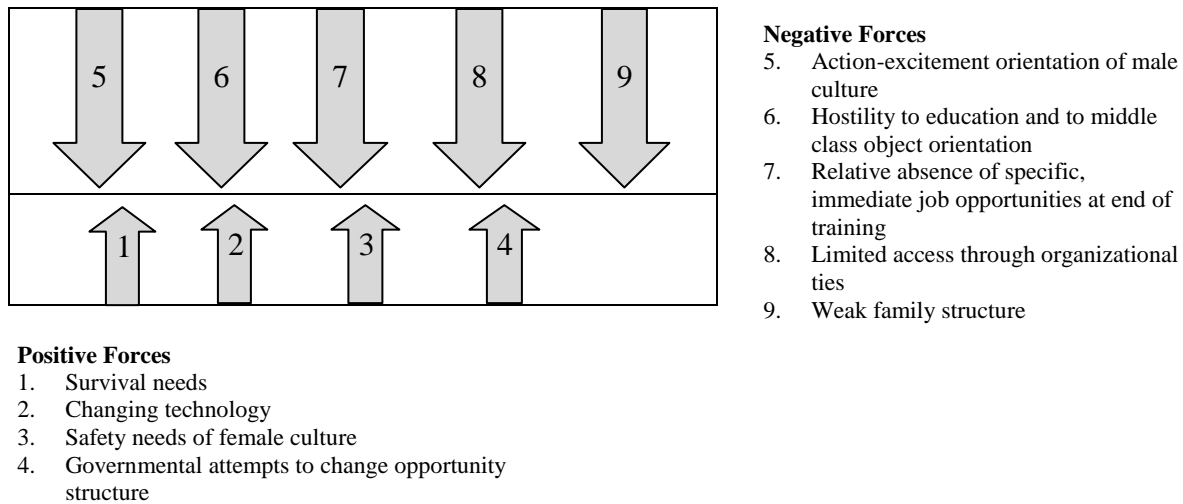 5 6 7 8 9
1 2 3 4
Negative Forces
5. Action-excitement orientation of male
culture
6. Hostility to education and to middle
class object orientation
7. Relative absence of specific,
immediate job opportunities at end of
training
8. Limited access through organizational
ties
9. Weak family structure
Positive Forces
1. Survival needs
2. Changing technology
3. Safety needs of female culture
4. Governmental attempts to change opportunity
structure